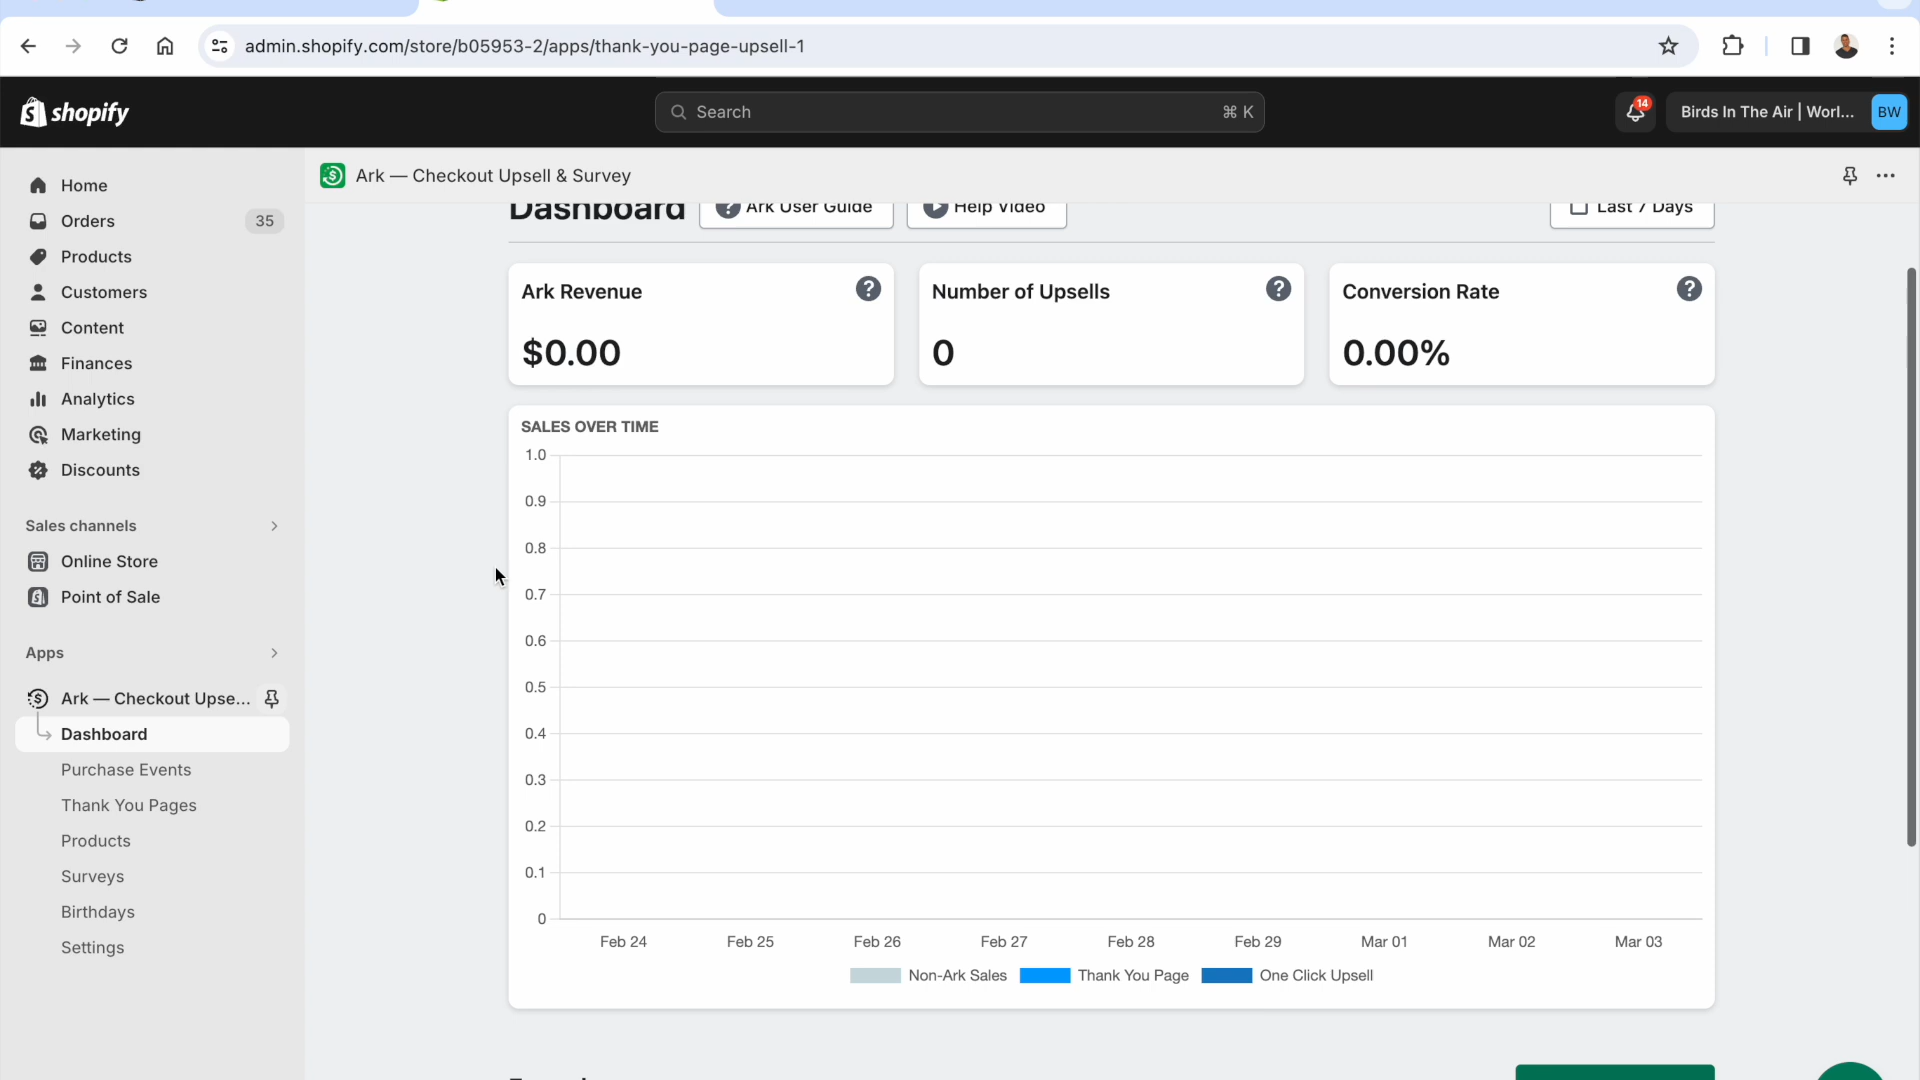 admin.shopify.com/store/b05953-2/apps/thank-you-page-upsell-1
shopify
Search
⌘ K
14
Birds In The Air | Worl...
BW
Home
Orders
35
Products
Customers
Content
Finances
Analytics
Marketing
Discounts
Sales channels
Online Store
Point of Sale
Apps
Ark — Checkout Upse...
Dashboard
Purchase Events
Thank You Pages
Products
Surveys
Birthdays
Settings
Ark — Checkout Upsell & Survey
Dashboard
Ark User Guide
Help Video
Last 7 Days
Ark Revenue
$0.00
Number of Upsells
0
Conversion Rate
0.00%
SALES OVER TIME
1.0
0.9
0.8
0.7
0.6
0.5
0.4
0.3
0.2
0.1
0
Feb 24 Feb 25 Feb 26 Feb 27 Feb 28 Feb 29 Mar 01 Mar 02 Mar 03
Non-Ark Sales Thank You Page One Click Upsell